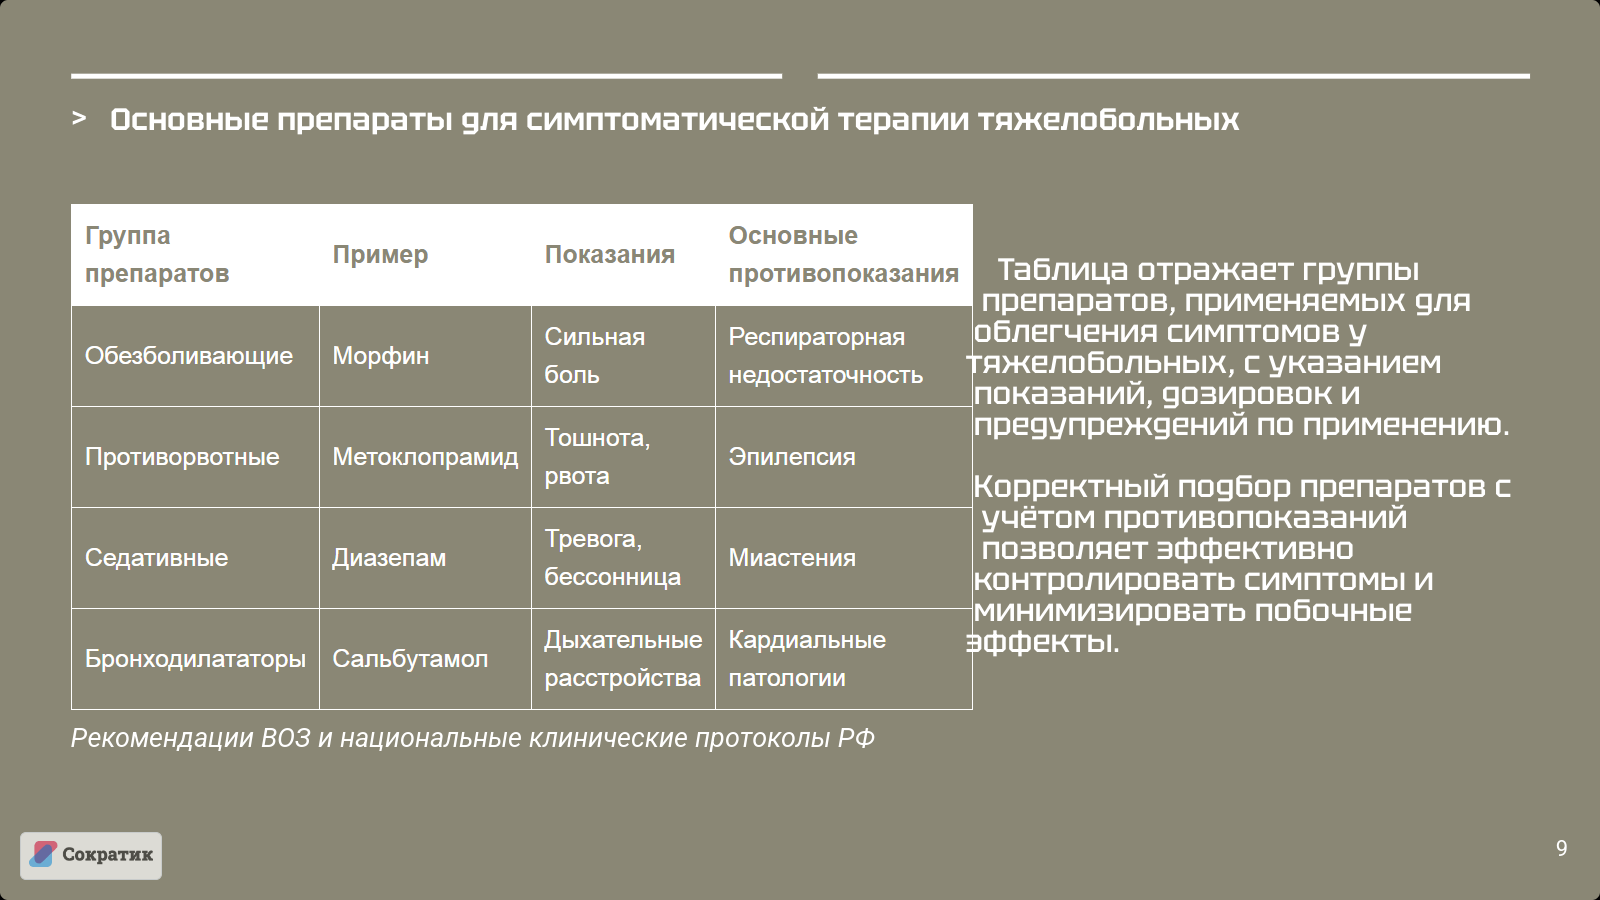 > Основные препараты для симптоматической терапии тяжелобольных
Группа препаратов Пример Показания Основные противопоказания
Обезболивающие Морфин Сильная боль Респираторная недостаточность
Противорвотные Метоклопрамид Тошнота, рвота Эпилепсия
Седативные Диазепам Тревога, бессонница Миастения
Бронходилататоры Сальбутамол Дыхательные расстройства Кардиальные патологии
Рекомендации ВОЗ и национальные клинические протоколы РФ
Таблица отражает группы
препаратов, применяемых для
облегчения симптомов у
тяжелобольных, с указанием
показаний, дозировок и
предупреждений по применению.
Корректный подбор препаратов с
учётом противопоказаний
позволяет эффективно
контролировать симптомы и
минимизировать побочные
эффекты.
Сократик
9